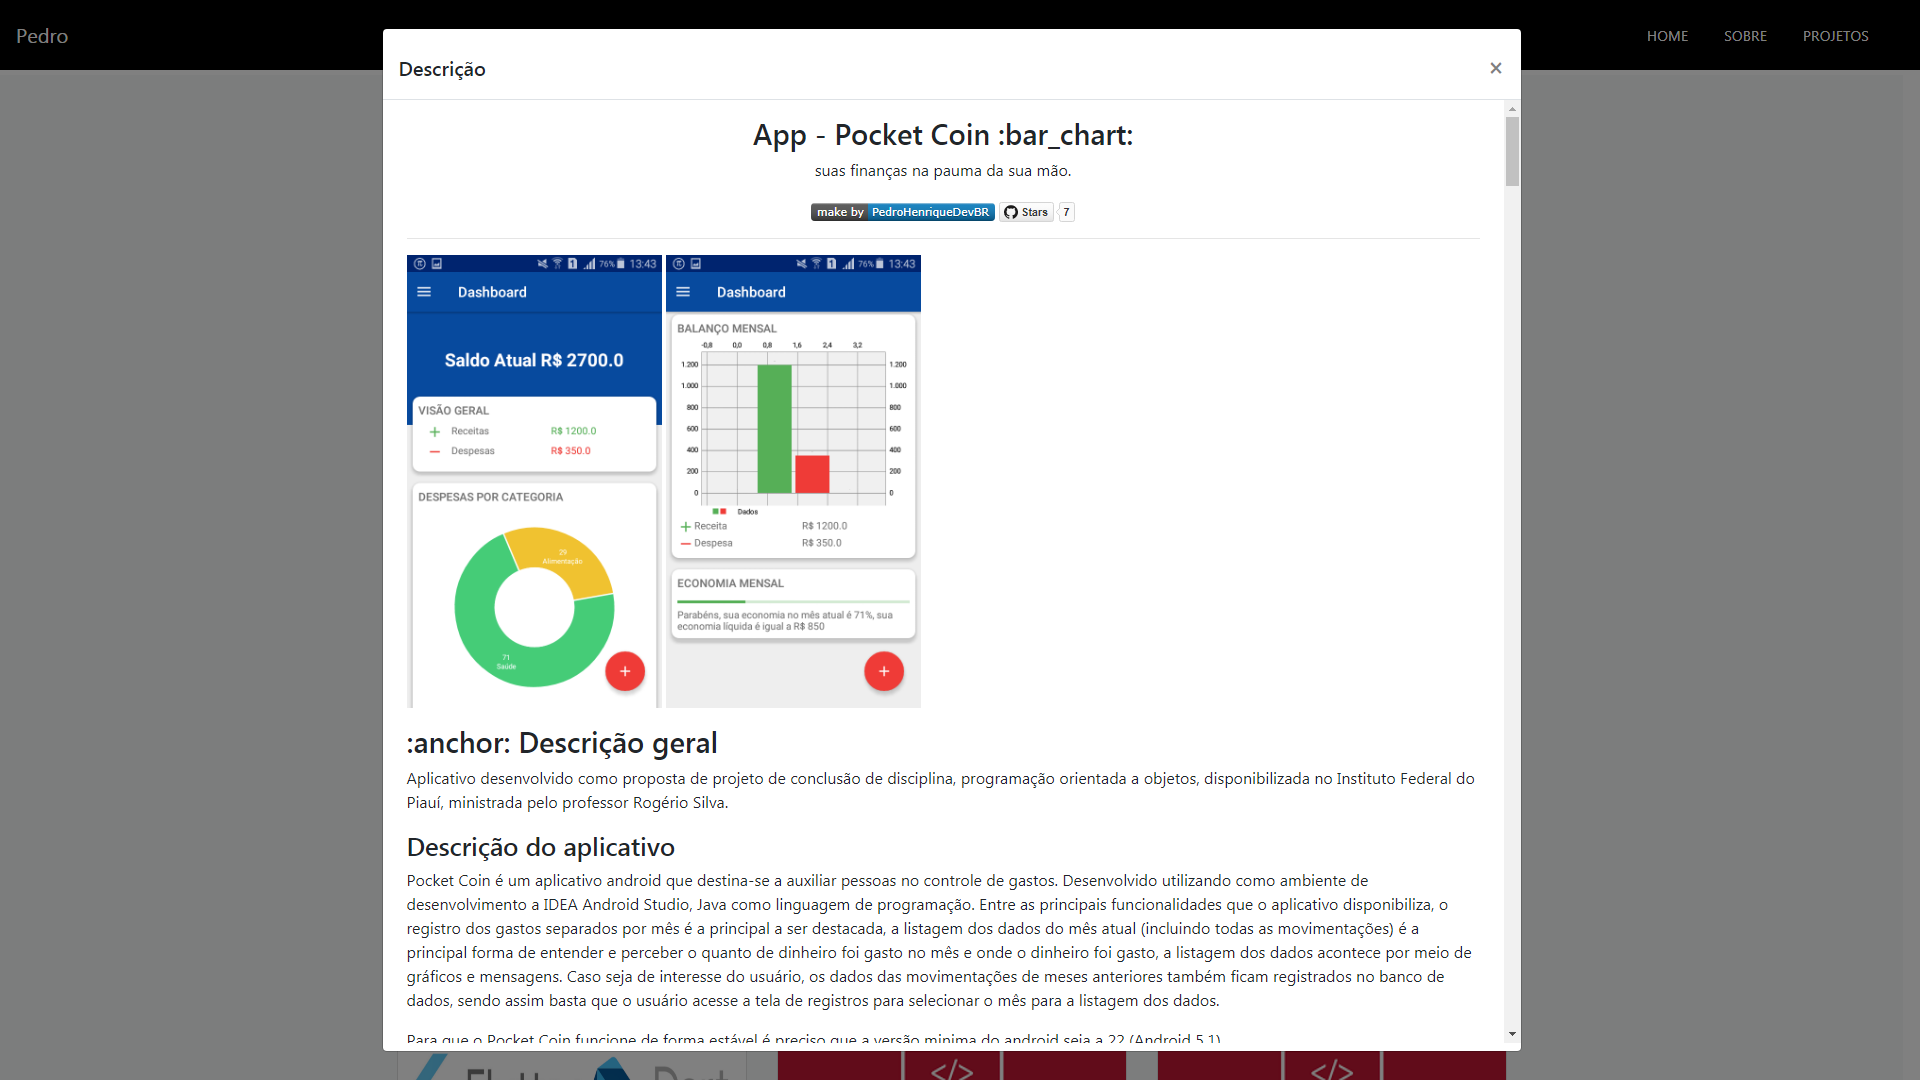 Pedro
HOME SOBRE PROJETOS
Descrição
×
App - Pocket Coin :bar_chart:
suas finanças na pauma da sua mão.
make by PedroHenriqueDevBR Stars 7
76% 13:43
Dashboard
Saldo Atual R$ 2700.0
VISÃO GERAL
+ Receitas R$ 1200.0
− Despesas R$ 350.0
DESPESAS POR CATEGORIA
29
Alimentação
71
Saúde
+
76% 13:43
Dashboard
BALANÇO MENSAL
-0,8 0,0 0,8 1,6 2,4 3,2
1.200 1.200
1.000 1.000
800 800
600 600
400 400
200 200
0 0
Dados
+ Receita R$ 1200.0
− Despesa R$ 350.0
ECONOMIA MENSAL
Parabéns, sua economia no mês atual é 71%, sua
economia líquida é igual a R$ 850
+
:anchor: Descrição geral
Aplicativo desenvolvido como proposta de projeto de conclusão de disciplina, programação orientada a objetos, disponibilizada no Instituto Federal do
Piauí, ministrada pelo professor Rogério Silva.
Descrição do aplicativo
Pocket Coin é um aplicativo android que destina-se a auxiliar pessoas no controle de gastos. Desenvolvido utilizando como ambiente de
desenvolvimento a IDEA Android Studio, Java como linguagem de programação. Entre as principais funcionalidades que o aplicativo disponibiliza, o
registro dos gastos separados por mês é a principal a ser destacada, a listagem dos dados do mês atual (incluindo todas as movimentações) é a
principal forma de entender e perceber o quanto de dinheiro foi gasto no mês e onde o dinheiro foi gasto, a listagem dos dados acontece por meio de
gráficos e mensagens. Caso seja de interesse do usuário, os dados das movimentações de meses anteriores também ficam registrados no banco de
dados, sendo assim basta que o usuário acesse a tela de registros para selecionar o mês para a listagem dos dados.
Para que o Pocket Coin funcione de forma estável é preciso que a versão minima do android seja a 22 (Android 5.1)